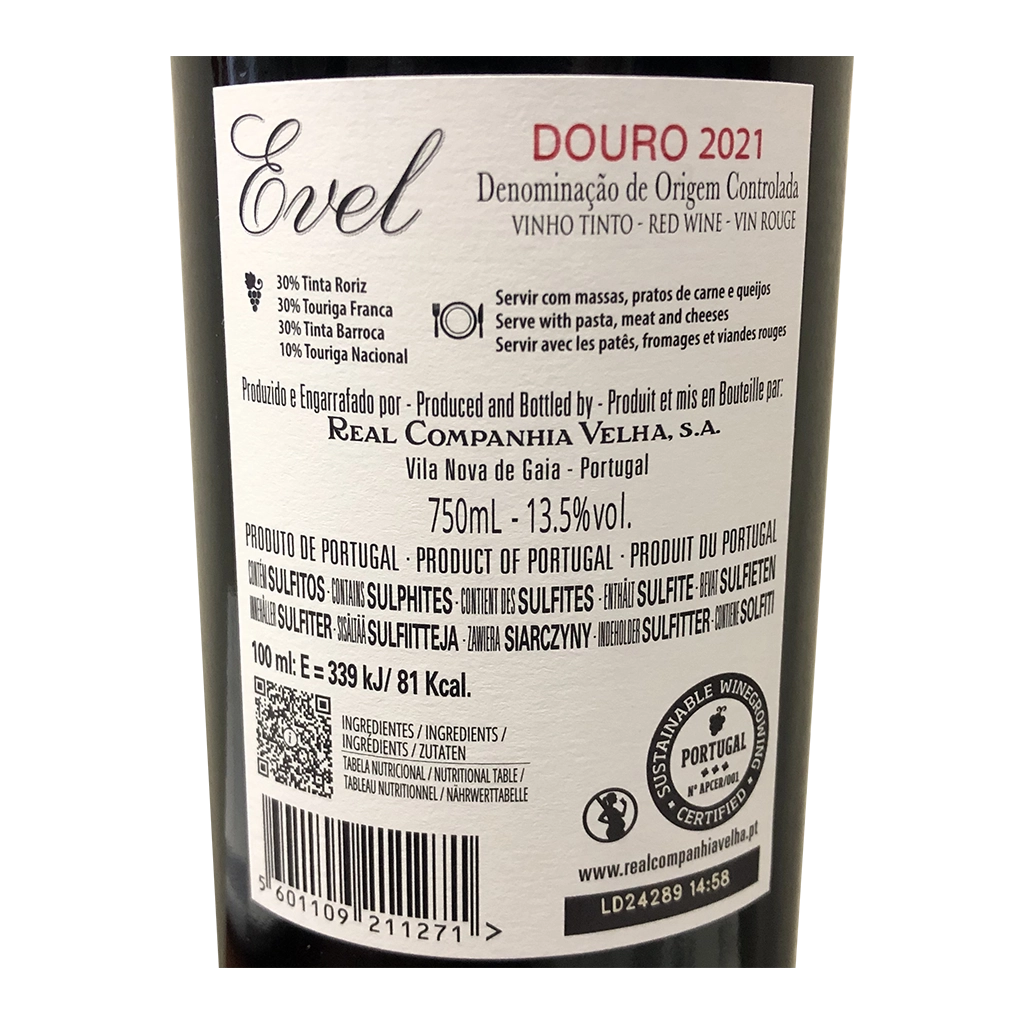 Evel
DOURO 2021
Denominação de Origem Controlada
VINHO TINTO - RED WINE - VIN ROUGE
30% Tinta Roriz
30% Touriga Franca
30% Tinta Barroca
10% Touriga Nacional
Servir com massas, pratos de carne e queijos
Serve with pasta, meat and cheeses
Servir avec les patês, fromages et viandes rouges
Produzido e Engarrafado por - Produced and Bottled by - Produit et mis en Bouteille par:
REAL COMPANHIA VELHA, S.A.
Vila Nova de Gaia - Portugal
750mL - 13.5%vol.
PRODUTO DE PORTUGAL · PRODUCT OF PORTUGAL · PRODUIT DU PORTUGAL
CONTÉM SULFITOS · CONTAINS SULPHITES · CONTIENT DES SULFITES · ENTHÄLT SULFITE · BEVAT SULFIETEN
INNEHÅLLER SULFITER · SISÄLTÄÄ SULFIITTEJA · ZAWIERA SIARCZYNY · INDEHOLDER SULFITTER · CONTIENE SOLFITI
100 ml: E = 339 kJ/ 81 Kcal.
INGREDIENTES / INGREDIENTS /
INGRÉDIENTS / ZUTATEN
TABELA NUTRICIONAL / NUTRITIONAL TABLE /
TABLEAU NUTRITIONNEL / NÄHRWERTTABELLE
SUSTAINABLE WINEGROWING
PORTUGAL
Nº APCER/001
CERTIFIED
www.realcompanhiavelha.pt
LD24289 14:58
5 601109 211271 >